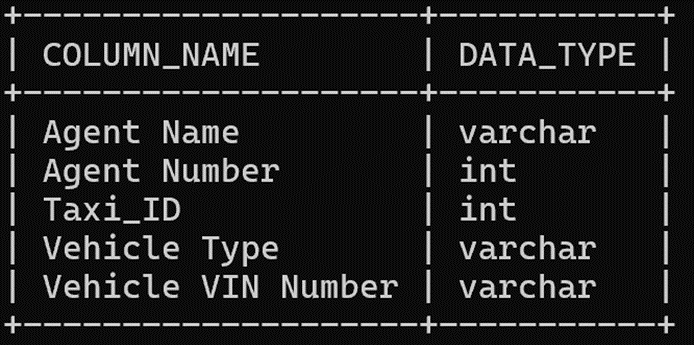 +--------------------+-----------+
| COLUMN_NAME        | DATA_TYPE |
+--------------------+-----------+
| Agent Name         | varchar   |
| Agent Number       | int       |
| Taxi_ID            | int       |
| Vehicle Type       | varchar   |
| Vehicle VIN Number | varchar   |
+--------------------+-----------+